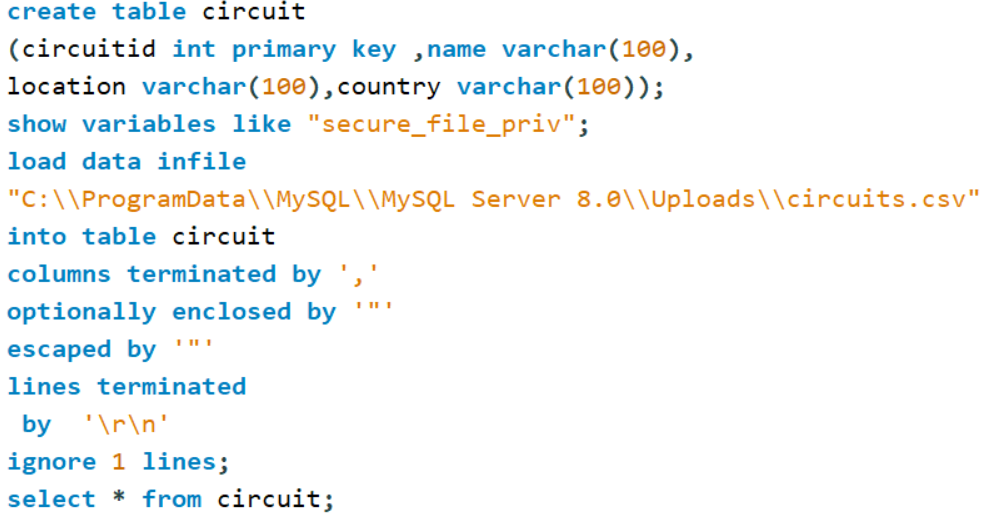 create table circuit
(circuitid int primary key ,name varchar(100),
location varchar(100),country varchar(100));
show variables like "secure_file_priv";
load data infile
"C:\\ProgramData\\MySQL\\MySQL Server 8.0\\Uploads\\circuits.csv"
into table circuit
columns terminated by ','
optionally enclosed by '"'
escaped by '"'
lines terminated
 by  '\r\n'
ignore 1 lines;
select * from circuit;